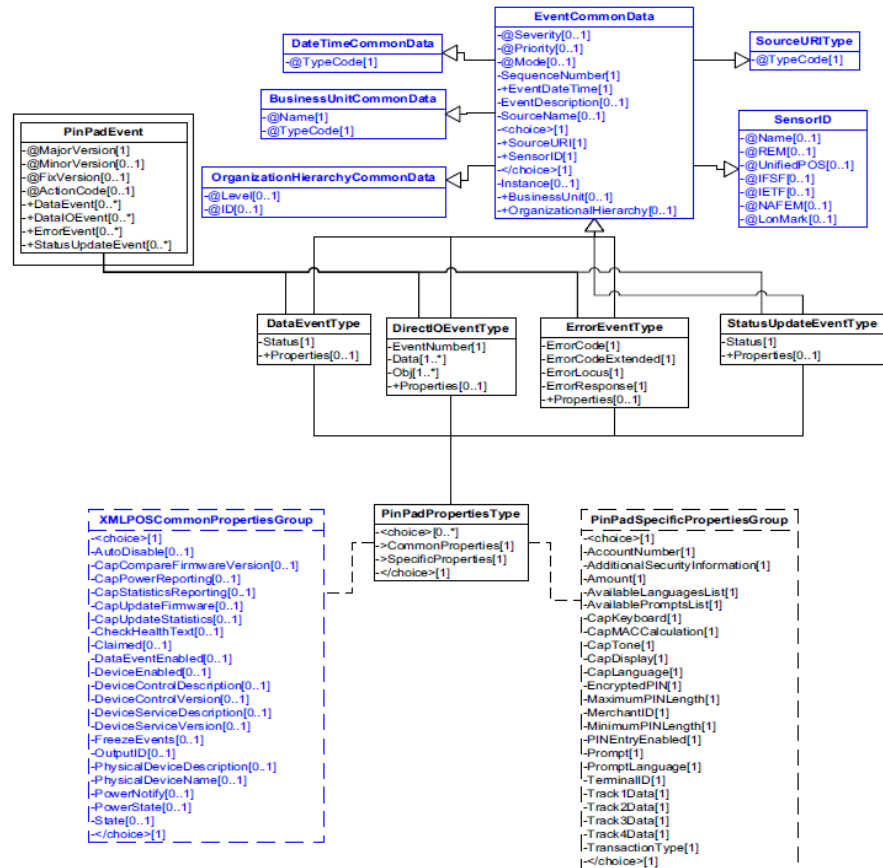 EventCommonData
-@Severity[0..1]
-@Priority[0..1]
-@Mode[0..1]
-SequenceNumber[1]
-+EventDateTime[1]
-EventDescription[0..1]
-SourceName[0..1]
-<choice>[1]
-+SourceURI[1]
-+SensorID[1]
-</choice>[1]
-Instance[0..1]
-+BusinessUnit[0..1]
-+OrganizationalHierarchy[0..1]
DateTimeCommonData
-@TypeCode[1]
SourceURIType
-@TypeCode[1]
BusinessUnitCommonData
-@Name[1]
-@TypeCode[1]
SensorID
-@Name[0..1]
-@REM[0..1]
-@UnifiedPOS[0..1]
-@IFSF[0..1]
-@IETF[0..1]
-@NAFEM[0..1]
-@LonMark[0..1]
PinPadEvent
-@MajorVersion[1]
-@MinorVersion[0..1]
-@FixVersion[0..1]
-@ActionCode[0..1]
-+DataEvent[0..*]
-+DataIOEvent[0..*]
-+ErrorEvent[0..*]
-+StatusUpdateEvent[0..*]
OrganizationHierarchyCommonData
-@Level[0..1]
-@ID[0..1]
DataEventType
-Status[1]
-+Properties[0..1]
DirectIOEventType
-EventNumber[1]
-Data[1..*]
-Obj[1..*]
-+Properties[0..1]
ErrorEventType
-ErrorCode[1]
-ErrorCodeExtended[1]
-ErrorLocus[1]
-ErrorResponse[1]
-+Properties[0..1]
StatusUpdateEventType
-Status[1]
-+Properties[0..1]
XMLPOSCommonPropertiesGroup
-<choice>[1]
-AutoDisable[0..1]
-CapCompareFirmwareVersion[0..1]
-CapPowerReporting[0..1]
-CapStatisticsReporting[0..1]
-CapUpdateFirmware[0..1]
-CapUpdateStatistics[0..1]
-CheckHealthText[0..1]
-Claimed[0..1]
-DataEventEnabled[0..1]
-DeviceEnabled[0..1]
-DeviceControlDescription[0..1]
-DeviceControlVersion[0..1]
-DeviceServiceDescription[0..1]
-DeviceServiceVersion[0..1]
-FreezeEvents[0..1]
-OutputID[0..1]
-PhysicalDeviceDescription[0..1]
-PhysicalDeviceName[0..1]
-PowerNotify[0..1]
-PowerState[0..1]
-State[0..1]
-</choice>[1]
PinPadPropertiesType
-<choice>[0..*]
->CommonProperties[1]
->SpecificProperties[1]
-</choice>[1]
PinPadSpecificPropertiesGroup
-<choice>[1]
-AccountNumber[1]
-AdditionalSecurityInformation[1]
-Amount[1]
-AvailableLanguagesList[1]
-AvailablePromptsList[1]
-CapKeyboard[1]
-CapMACCalculation[1]
-CapTone[1]
-CapDisplay[1]
-CapLanguage[1]
-EncryptedPIN[1]
-MaximumPINLength[1]
-MerchantID[1]
-MinimumPINLength[1]
-PINEntryEnabled[1]
-Prompt[1]
-PromptLanguage[1]
-TerminalID[1]
-Track1Data[1]
-Track2Data[1]
-Track3Data[1]
-Track4Data[1]
-TransactionType[1]
-</choice>[1]